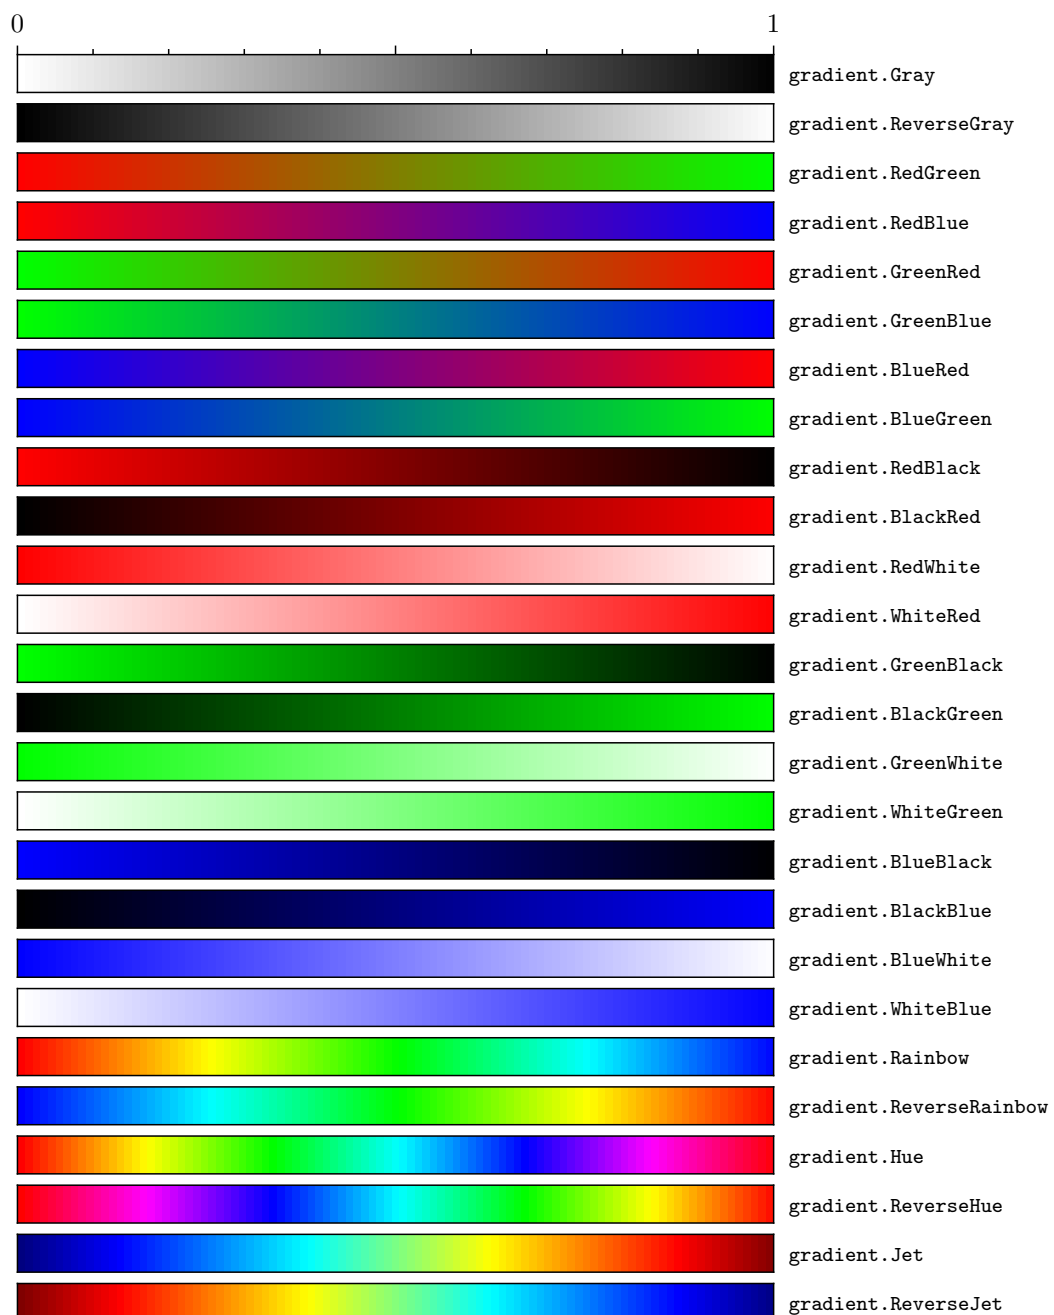 0 1
gradient.Gray
gradient.ReverseGray
gradient.RedGreen
gradient.RedBlue
gradient.GreenRed
gradient.GreenBlue
gradient.BlueRed
gradient.BlueGreen
gradient.RedBlack
gradient.BlackRed
gradient.RedWhite
gradient.WhiteRed
gradient.GreenBlack
gradient.BlackGreen
gradient.GreenWhite
gradient.WhiteGreen
gradient.BlueBlack
gradient.BlackBlue
gradient.BlueWhite
gradient.WhiteBlue
gradient.Rainbow
gradient.ReverseRainbow
gradient.Hue
gradient.ReverseHue
gradient.Jet
gradient.ReverseJet